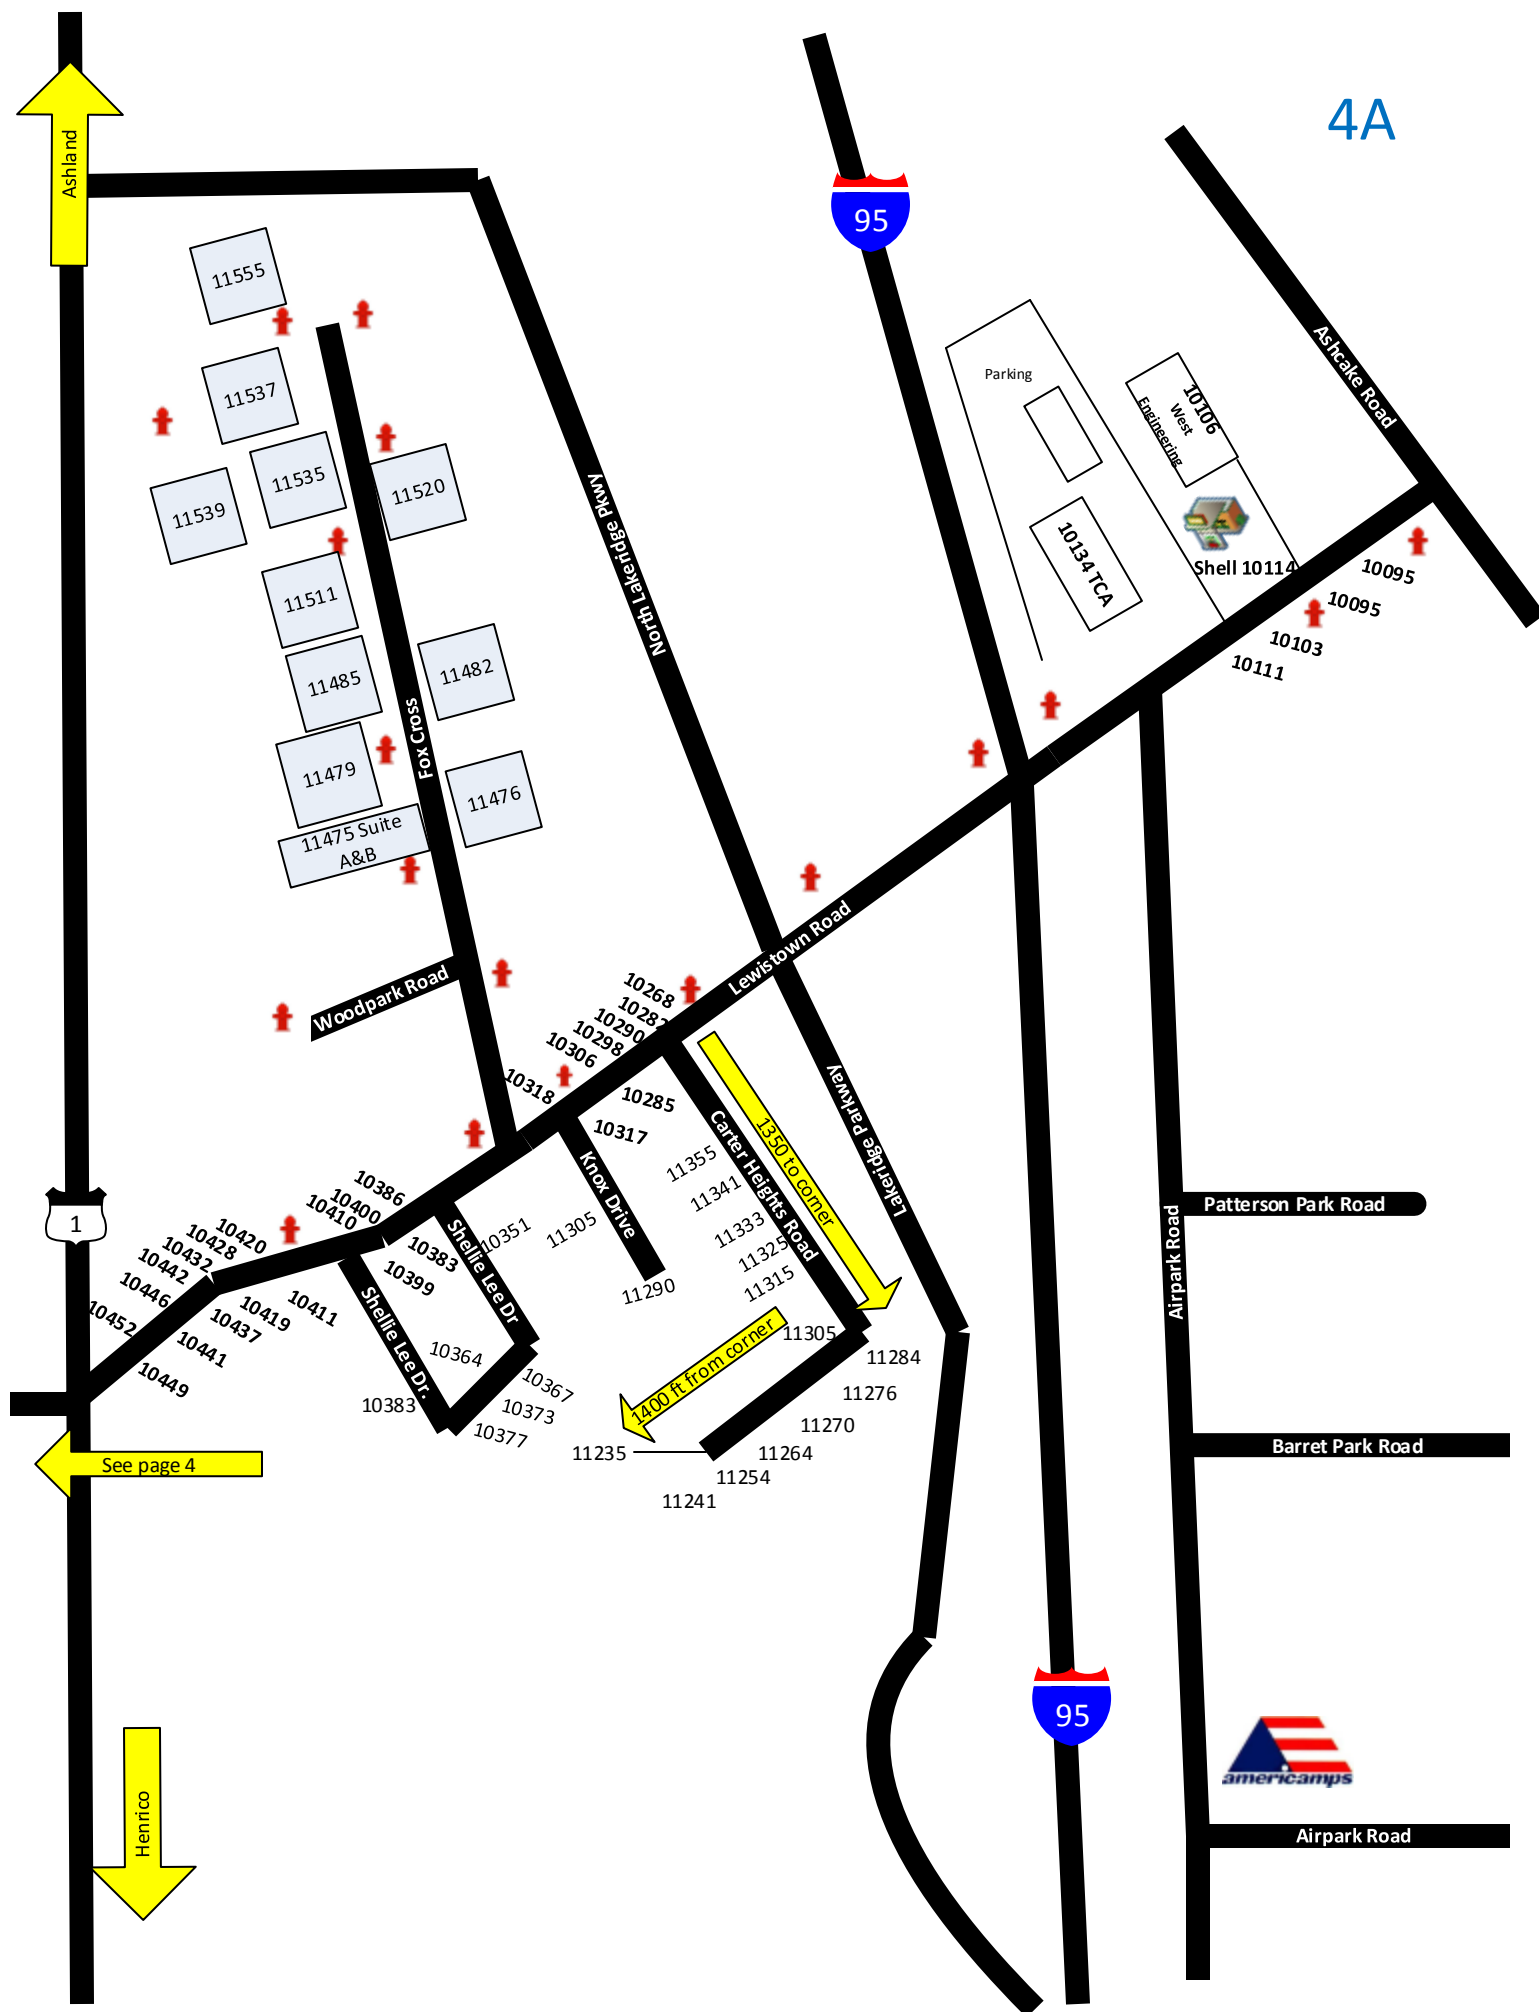 4A
Ashland
95
11555
11537
11535
11539
11520
11511
11485
11482
11479
11476
11475 Suite
A&B
Fox Cross
North Lakeridge Pkwy
Parking
10106
West
Engineering
Ashcake Road
10134 TCA
Shell 10114
10095
10095
10103
10111
Woodpark Road
Lewistown Road
10268
10282
10290
10298
10306
10318
10285
10317
Knox Drive
Carter Heights Road
1350 to corner
Lakeridge Parkway
11355
11341
11333
11325
11315
11305
11284
11276
11270
11264
11254
11241
11235
1400 ft from corner
11305
11290
10351
10386
10400
10410
10383
10399
Shellie Lee Dr
Shellie Lee Dr.
10364
10383
10367
10373
10377
1
10420
10428
10432
10442
10446
10452
10411
10419
10437
10441
10449
See page 4
Airpark Road
Patterson Park Road
Barret Park Road
95
americamps
Airpark Road
Henrico